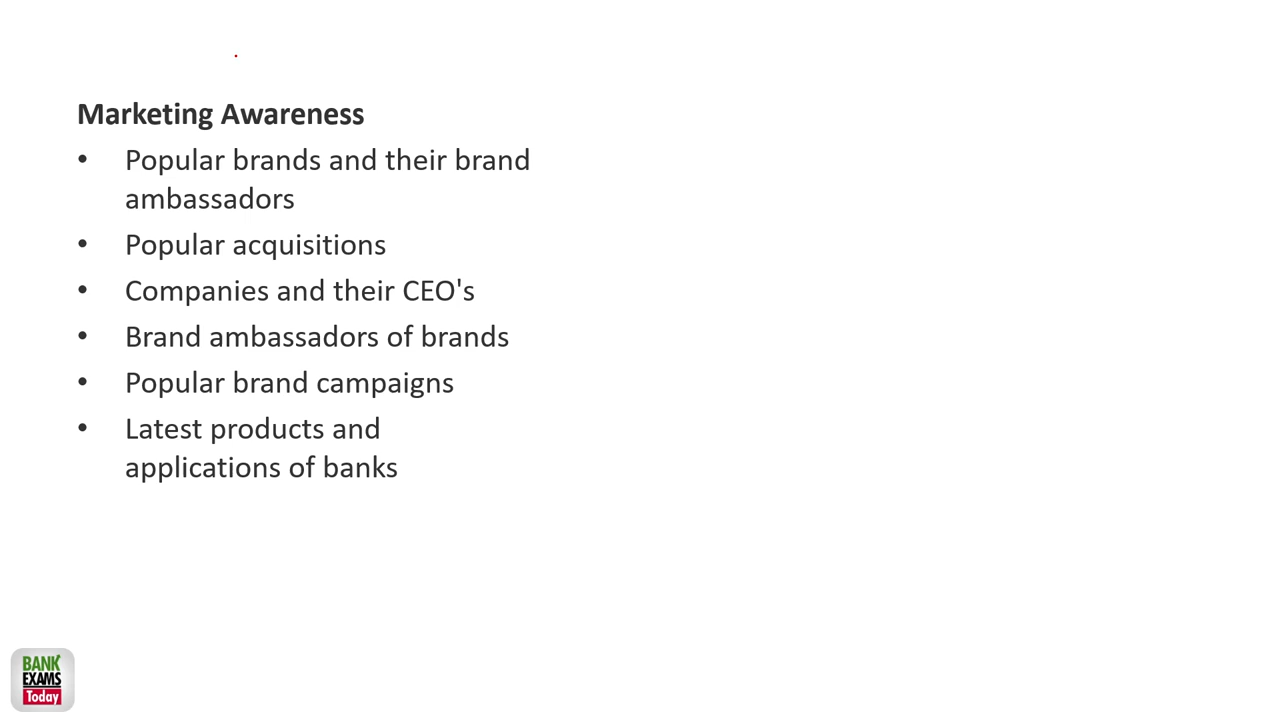 Marketing Awareness
• Popular brands and their brand
ambassadors
• Popular acquisitions
• Companies and their CEO's
• Brand ambassadors of brands
• Popular brand campaigns
• Latest products and
applications of banks
BANK
EXAMS
Today